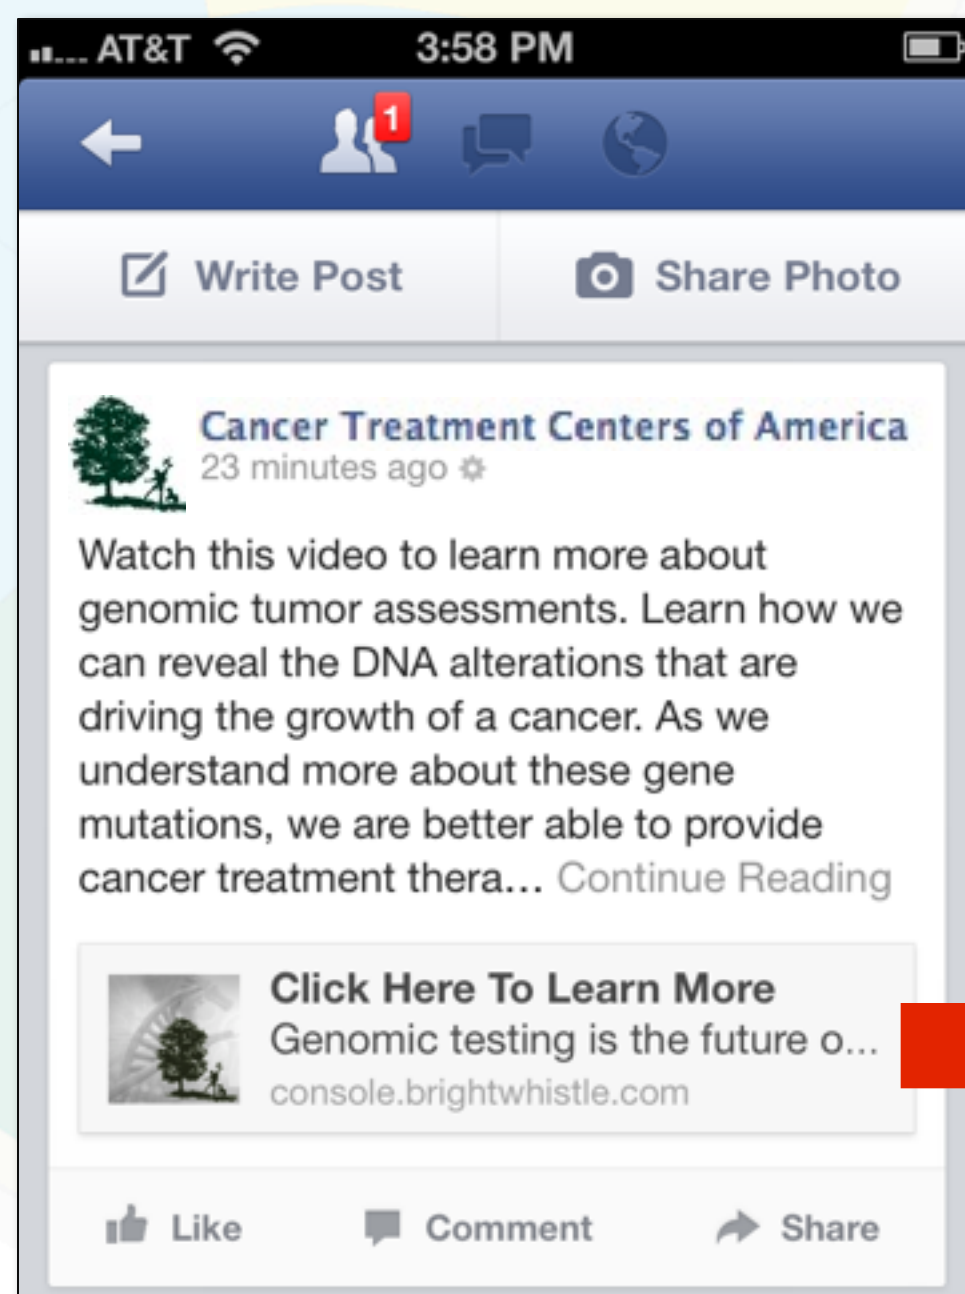 AT&T 3:58 PM
1
Write Post Share Photo
Cancer Treatment Centers of America
23 minutes ago
Watch this video to learn more about
genomic tumor assessments. Learn how we
can reveal the DNA alterations that are
driving the growth of a cancer. As we
understand more about these gene
mutations, we are better able to provide
cancer treatment thera... Continue Reading
Click Here To Learn More
Genomic testing is the future o...
console.brightwhistle.com
Like Comment Share